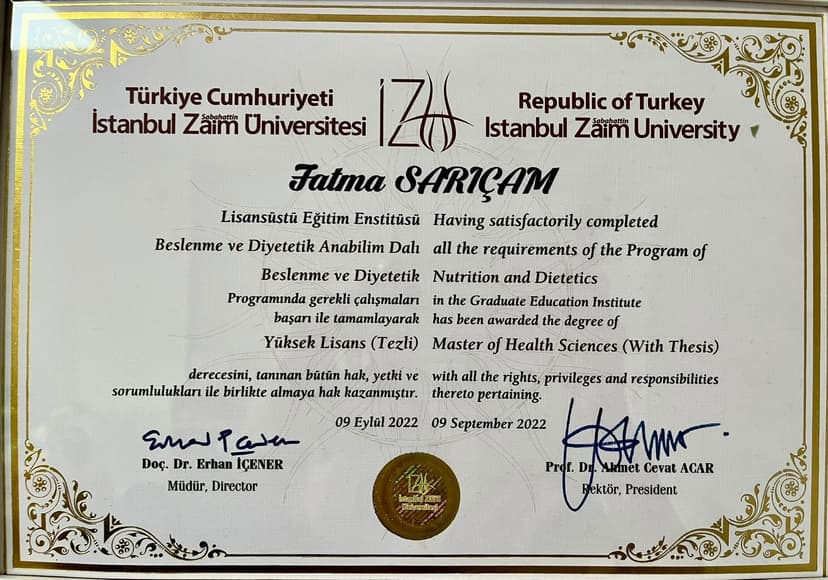 Türkiye Cumhuriyeti
İstanbul Sabahattin Zaim Üniversitesi
İZÜ
Republic of Turkey
Istanbul Sabahattin Zaim University
Fatma SARIÇAM
Lisansüstü Eğitim Enstitüsü
Beslenme ve Diyetetik Anabilim Dalı
Beslenme ve Diyetetik
Programında gerekli çalışmaları
başarı ile tamamlayarak
Yüksek Lisans (Tezli)
derecesini, tanınan bütün hak, yetki ve
sorumlulukları ile birlikte almaya hak kazanmıştır.
09 Eylül 2022
Having satisfactorily completed
all the requirements of the Program of
Nutrition and Dietetics
in the Graduate Education Institute
has been awarded the degree of
Master of Health Sciences (With Thesis)
with all the rights, privileges and responsibilities
thereto pertaining.
09 September 2022
Doç. Dr. Erhan İÇENER
Müdür, Director
İZÜ
İstanbul Zaim
Üniversitesi
Prof. Dr. Ahmet Cevat ACAR
Rektör, President